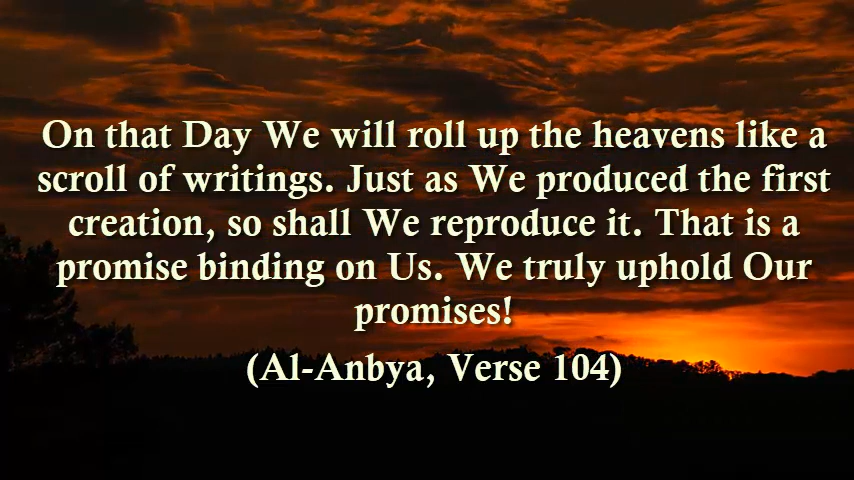 On that Day We will roll up the heavens like a
scroll of writings. Just as We produced the first
creation, so shall We reproduce it. That is a
promise binding on Us. We truly uphold Our
promises!
(Al-Anbya, Verse 104)